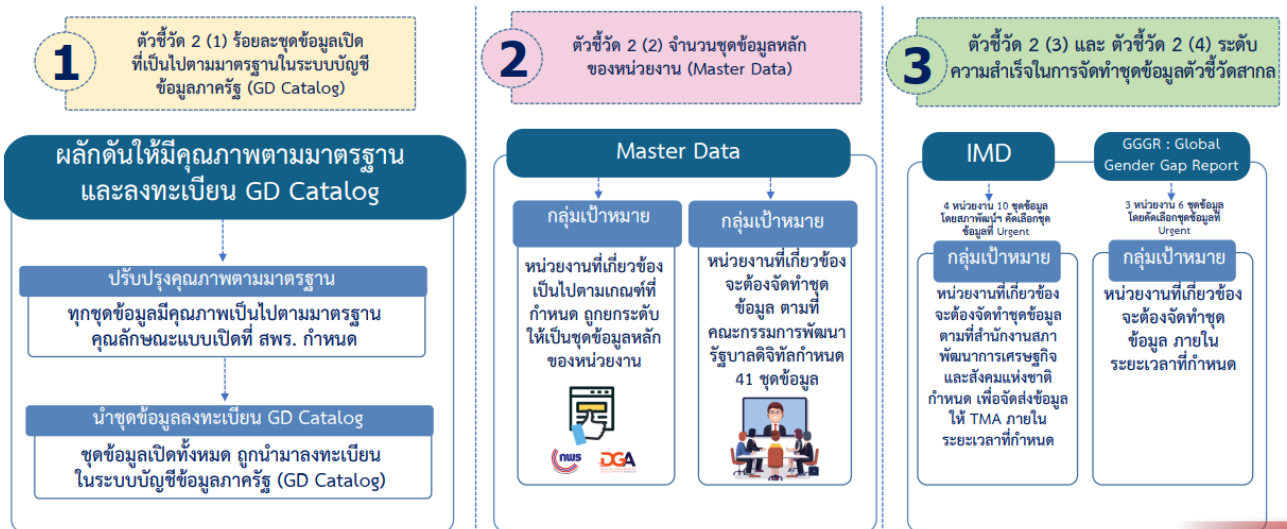 1
ตัวชี้วัด 2 (1) ร้อยละชุดข้อมูลเปิด
ที่เป็นไปตามมาตรฐานในระบบบัญชี
ข้อมูลภาครัฐ (GD Catalog)
ผลักดันให้มีคุณภาพตามมาตรฐาน
และลงทะเบียน GD Catalog
ปรับปรุงคุณภาพตามมาตรฐาน
ทุกชุดข้อมูลมีคุณภาพเป็นไปตามมาตรฐาน
คุณลักษณะแบบเปิดที่ สพร. กำหนด
นำชุดข้อมูลลงทะเบียน GD Catalog
ชุดข้อมูลเปิดทั้งหมด ถูกนำมาลงทะเบียน
ในระบบบัญชีข้อมูลภาครัฐ (GD Catalog)
2
ตัวชี้วัด 2 (2) จำนวนชุดข้อมูลหลัก
ของหน่วยงาน (Master Data)
Master Data
กลุ่มเป้าหมาย
หน่วยงานที่เกี่ยวข้อง
เป็นไปตามเกณฑ์ที่
กำหนด ถูกยกระดับ
ให้เป็นชุดข้อมูลหลัก
ของหน่วยงาน
กพร
DGA
กลุ่มเป้าหมาย
หน่วยงานที่เกี่ยวข้อง
จะต้องจัดทำชุด
ข้อมูล ตามที่
คณะกรรมการพัฒนา
รัฐบาลดิจิทัลกำหนด
41 ชุดข้อมูล
3
ตัวชี้วัด 2 (3) และ ตัวชี้วัด 2 (4) ระดับ
ความสำเร็จในการจัดทำชุดข้อมูลตัวชี้วัดสากล
IMD
4 หน่วยงาน 10 ชุดข้อมูล
โดยสภาพัฒน์ฯ คัดเลือกชุด
ข้อมูลที่ Urgent
กลุ่มเป้าหมาย
หน่วยงานที่เกี่ยวข้อง
จะต้องจัดทำชุดข้อมูล
ตามที่สำนักงานสภา
พัฒนาการเศรษฐกิจ
และสังคมแห่งชาติ
กำหนด เพื่อจัดส่งข้อมูล
ให้ TMA ภายใน
ระยะเวลาที่กำหนด
GGGR : Global
Gender Gap Report
3 หน่วยงาน 6 ชุดข้อมูล
โดยคัดเลือกชุดข้อมูลที่
Urgent
กลุ่มเป้าหมาย
หน่วยงานที่เกี่ยวข้อง
จะต้องจัดทำชุด
ข้อมูล ภายใน
ระยะเวลาที่กำหนด